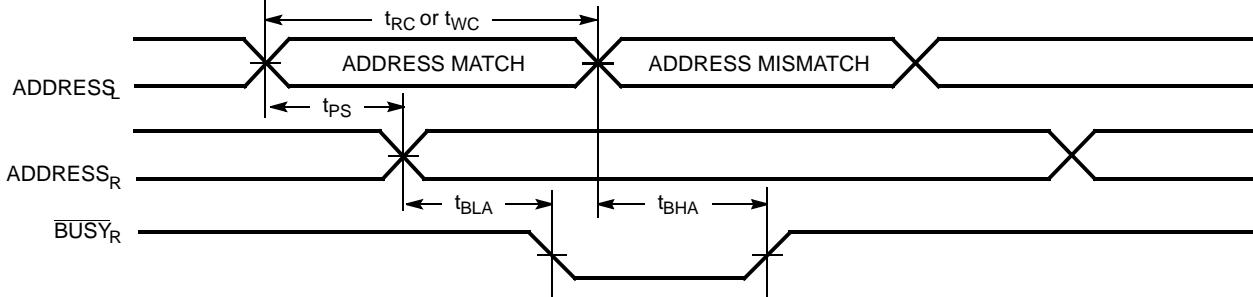 tRC or tWC
ADDRESS MATCH
ADDRESS MISMATCH
ADDRESSL
tPS
ADDRESSR
tBLA
tBHA
BUSYR